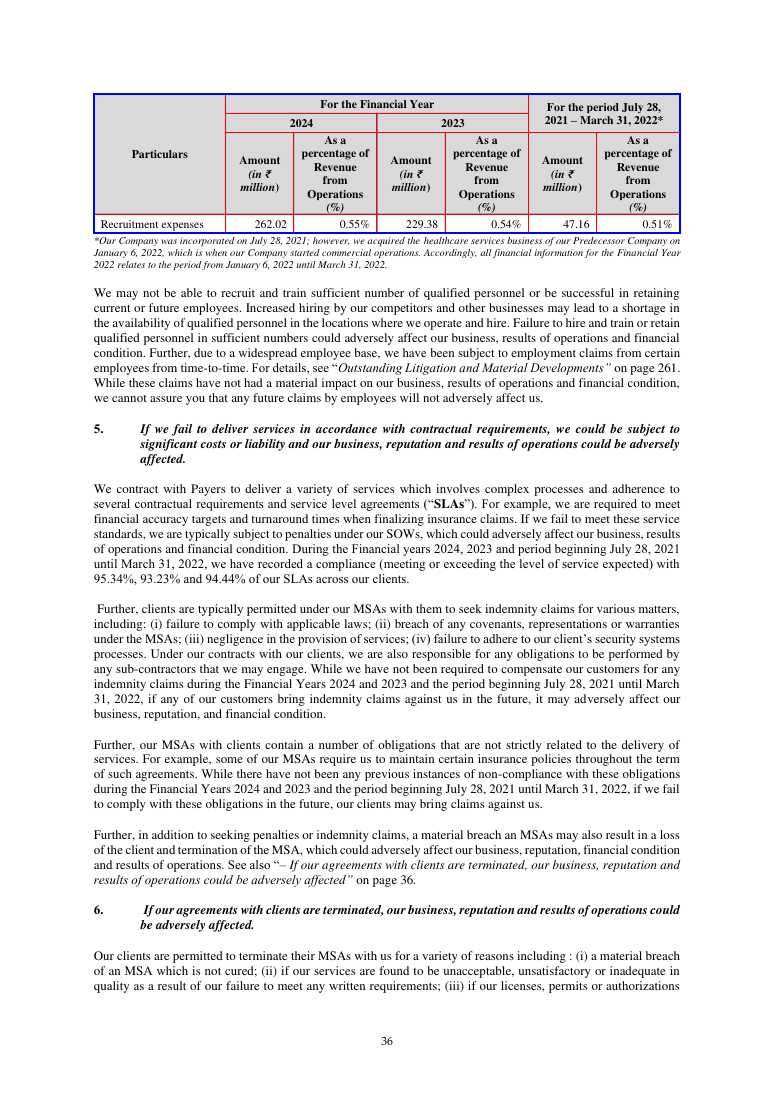 For the Financial Year
For the period July 28,
2021 – March 31, 2022*
2024
2023
Particulars
Amount
(in ₹
million)
As a
percentage of
Revenue
from
Operations
(%)
Amount
(in ₹
million)
As a
percentage of
Revenue
from
Operations
(%)
Amount
(in ₹
million)
As a
percentage of
Revenue
from
Operations
(%)
Recruitment expenses 262.02 0.55% 229.38 0.54% 47.16 0.51%
*Our Company was incorporated on July 28, 2021; however, we acquired the healthcare services business of our Predecessor Company on
January 6, 2022, which is when our Company started commercial operations. Accordingly, all financial information for the Financial Year
2022 relates to the period from January 6, 2022 until March 31, 2022.
We may not be able to recruit and train sufficient number of qualified personnel or be successful in retaining
current or future employees. Increased hiring by our competitors and other businesses may lead to a shortage in
the availability of qualified personnel in the locations where we operate and hire. Failure to hire and train or retain
qualified personnel in sufficient numbers could adversely affect our business, results of operations and financial
condition. Further, due to a widespread employee base, we have been subject to employment claims from certain
employees from time-to-time. For details, see “Outstanding Litigation and Material Developments” on page 261.
While these claims have not had a material impact on our business, results of operations and financial condition,
we cannot assure you that any future claims by employees will not adversely affect us.
5. If we fail to deliver services in accordance with contractual requirements, we could be subject to
significant costs or liability and our business, reputation and results of operations could be adversely
affected.
We contract with Payers to deliver a variety of services which involves complex processes and adherence to
several contractual requirements and service level agreements (“SLAs”). For example, we are required to meet
financial accuracy targets and turnaround times when finalizing insurance claims. If we fail to meet these service
standards, we are typically subject to penalties under our SOWs, which could adversely affect our business, results
of operations and financial condition. During the Financial years 2024, 2023 and period beginning July 28, 2021
until March 31, 2022, we have recorded a compliance (meeting or exceeding the level of service expected) with
95.34%, 93.23% and 94.44% of our SLAs across our clients.
Further, clients are typically permitted under our MSAs with them to seek indemnity claims for various matters,
including: (i) failure to comply with applicable laws; (ii) breach of any covenants, representations or warranties
under the MSAs; (iii) negligence in the provision of services; (iv) failure to adhere to our client’s security systems
processes. Under our contracts with our clients, we are also responsible for any obligations to be performed by
any sub-contractors that we may engage. While we have not been required to compensate our customers for any
indemnity claims during the Financial Years 2024 and 2023 and the period beginning July 28, 2021 until March
31, 2022, if any of our customers bring indemnity claims against us in the future, it may adversely affect our
business, reputation, and financial condition.
Further, our MSAs with clients contain a number of obligations that are not strictly related to the delivery of
services. For example, some of our MSAs require us to maintain certain insurance policies throughout the term
of such agreements. While there have not been any previous instances of non-compliance with these obligations
during the Financial Years 2024 and 2023 and the period beginning July 28, 2021 until March 31, 2022, if we fail
to comply with these obligations in the future, our clients may bring claims against us.
Further, in addition to seeking penalties or indemnity claims, a material breach an MSAs may also result in a loss
of the client and termination of the MSA, which could adversely affect our business, reputation, financial condition
and results of operations. See also “– If our agreements with clients are terminated, our business, reputation and
results of operations could be adversely affected” on page 36.
6. If our agreements with clients are terminated, our business, reputation and results of operations could
be adversely affected.
Our clients are permitted to terminate their MSAs with us for a variety of reasons including : (i) a material breach
of an MSA which is not cured; (ii) if our services are found to be unacceptable, unsatisfactory or inadequate in
quality as a result of our failure to meet any written requirements; (iii) if our licenses, permits or authorizations
36